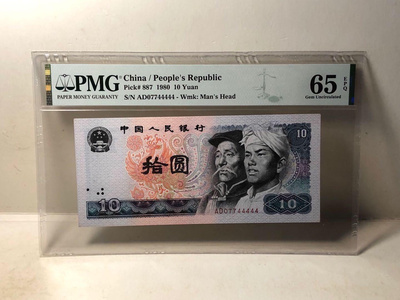 PMG
PAPER MONEY GUARANTY
China / People's Republic
Pick# 887 1980 10 Yuan
S/N AD07744444 - Wmk: Man's Head
65 EPQ
Gem Uncirculated
中国人民银行
10
拾圆
AD07744444
10
10